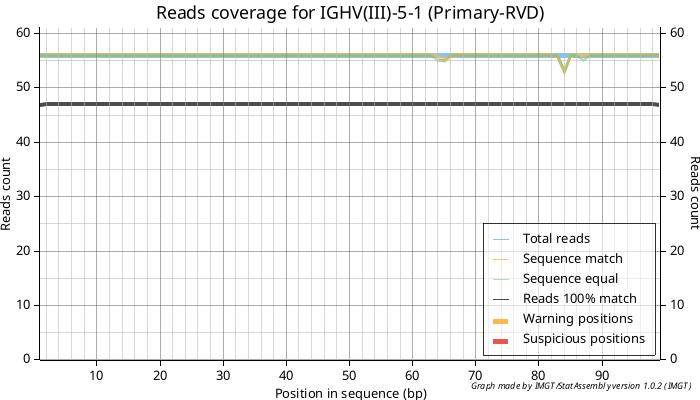 Reads coverage for IGHV(III)-5-1 (Primary-RVD)
60
60
50
50
40
40
30
30
20
20
10
10
0
0
Reads count
Reads count
Total reads
Sequence match
Sequence equal
Reads 100% match
Warning positions
Suspicious positions
10 20 30 40 50 60 70 80 90
Position in sequence (bp)
Graph made by IMGT/StatAssembly version 1.0.2 (IMGT)